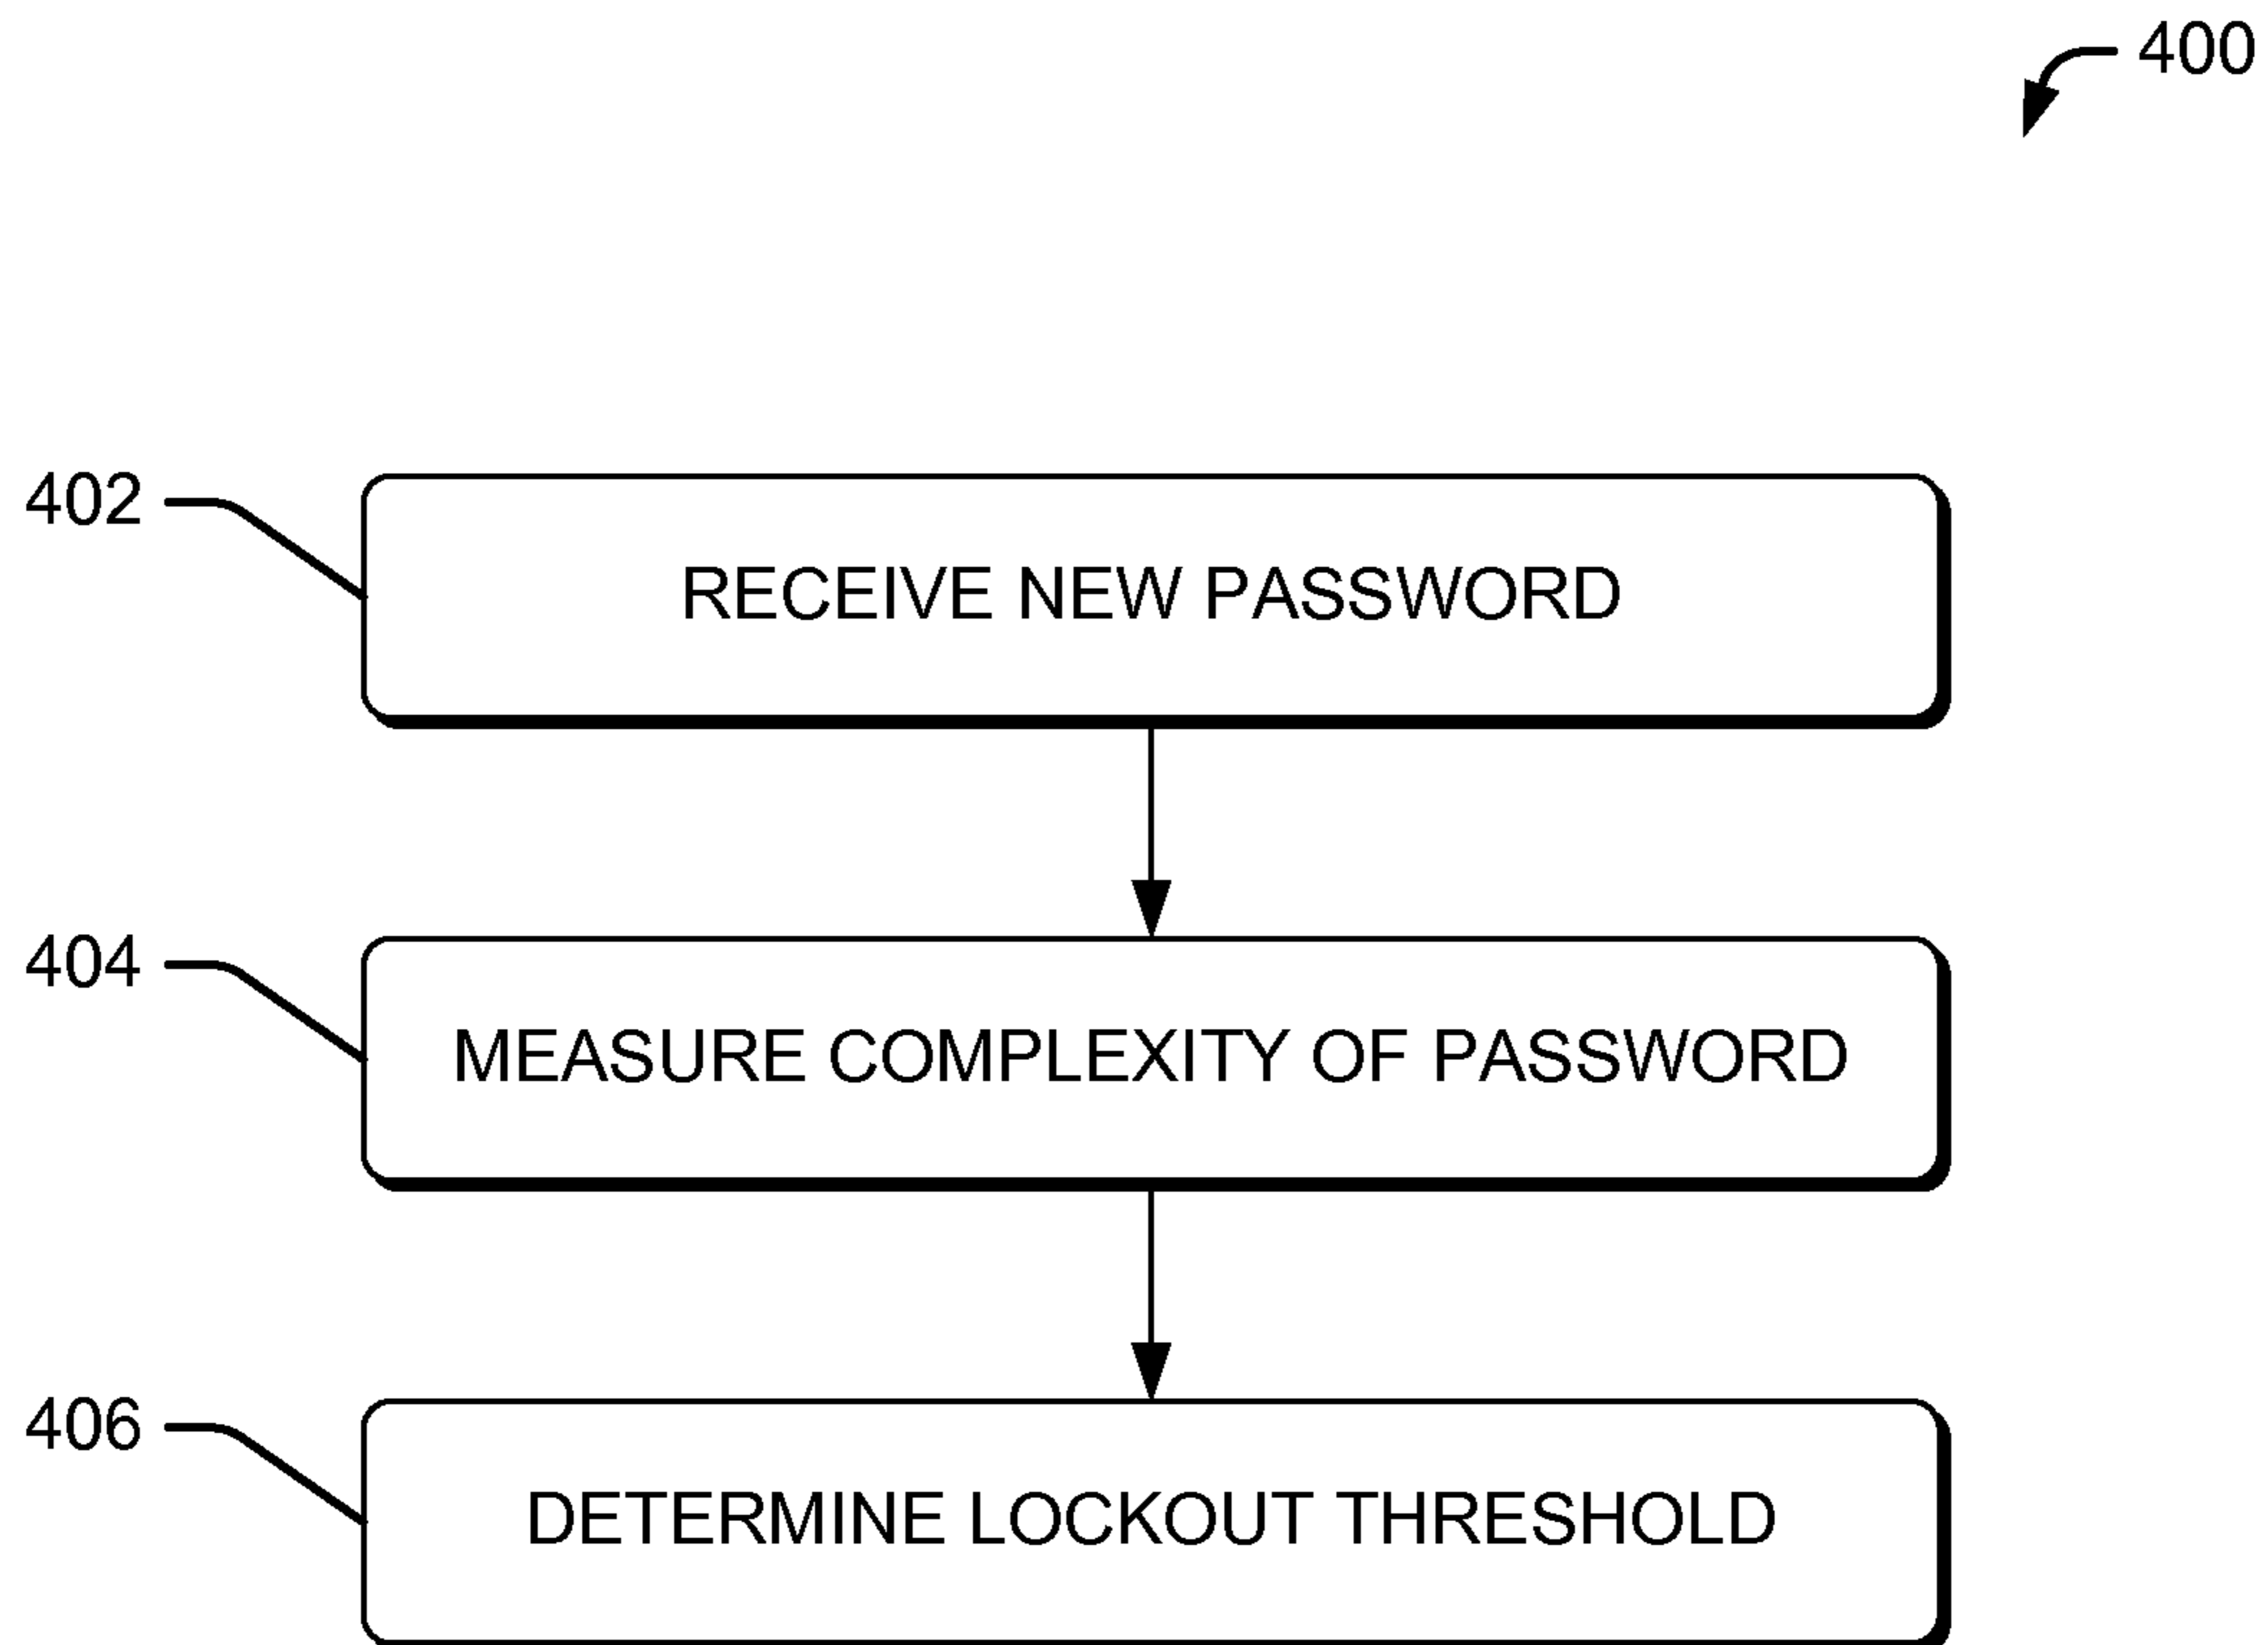 400
402
RECEIVE NEW PASSWORD
404
MEASURE COMPLEXITY OF PASSWORD
406
DETERMINE LOCKOUT THRESHOLD